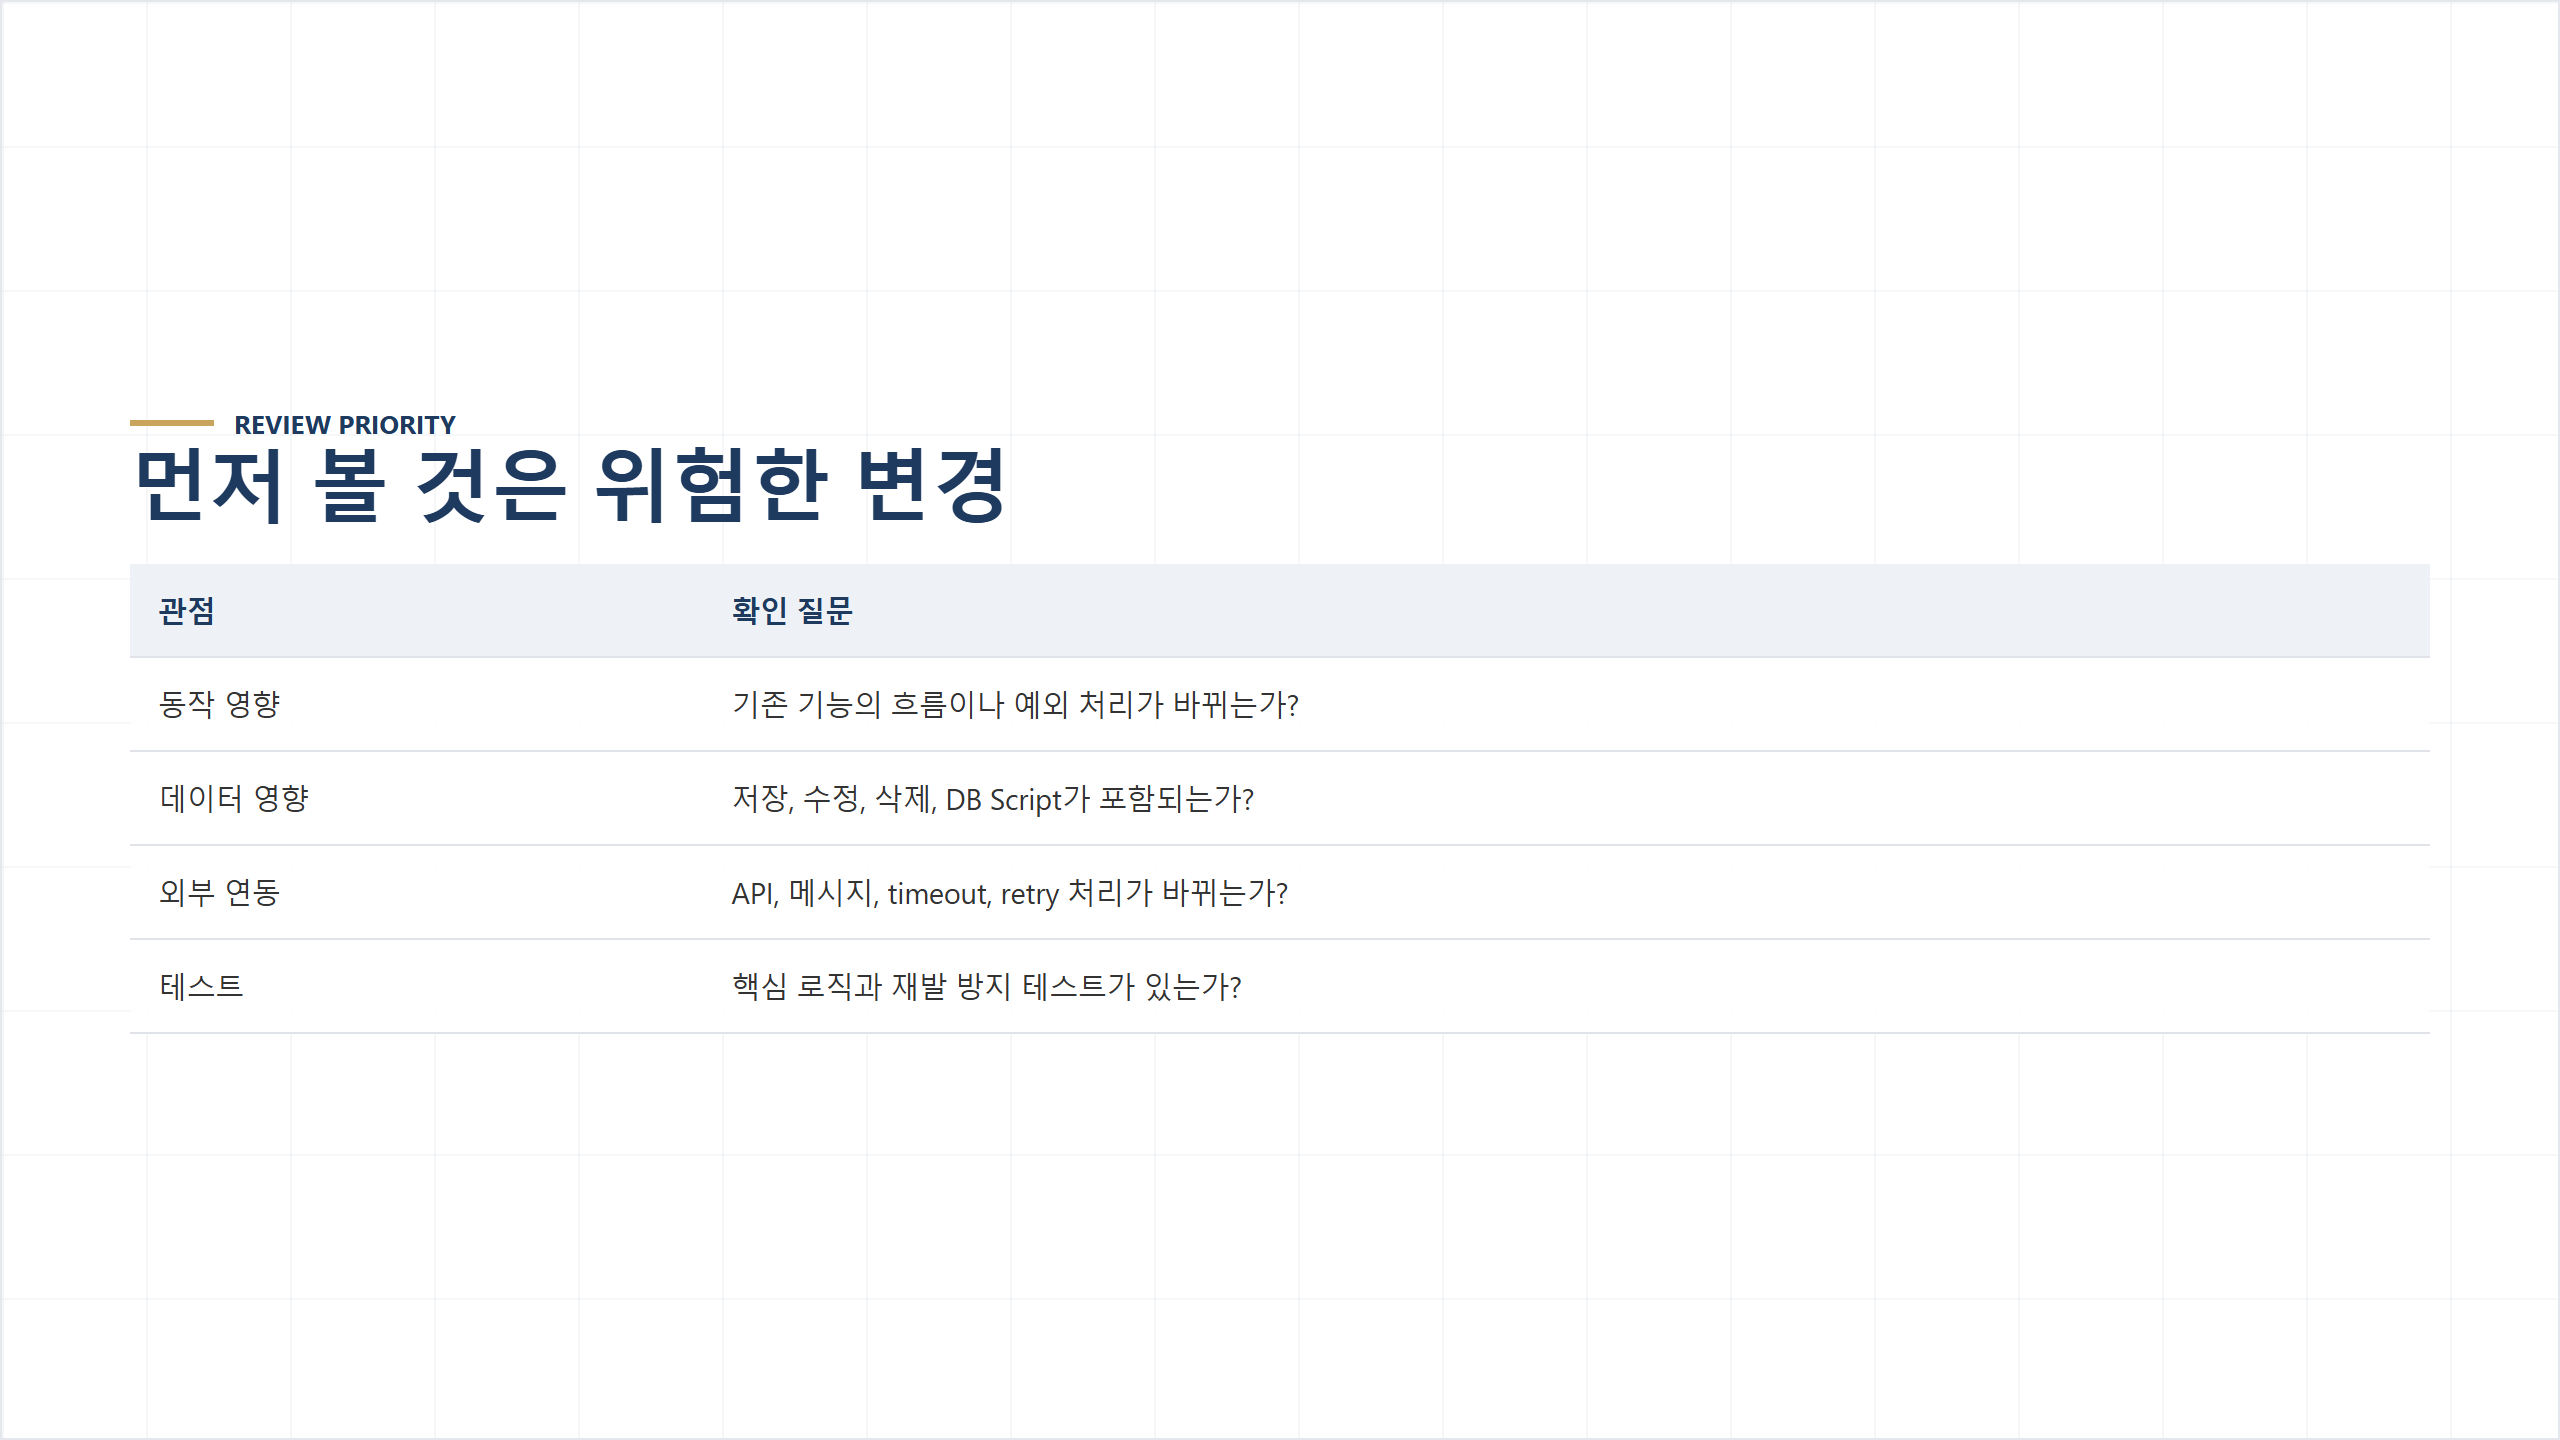 REVIEW PRIORITY
먼저 볼 것은 위험한 변경
관점 확인 질문
동작 영향 기존 기능의 흐름이나 예외 처리가 바뀌는가?
데이터 영향 저장, 수정, 삭제, DB Script가 포함되는가?
외부 연동 API, 메시지, timeout, retry 처리가 바뀌는가?
테스트 핵심 로직과 재발 방지 테스트가 있는가?